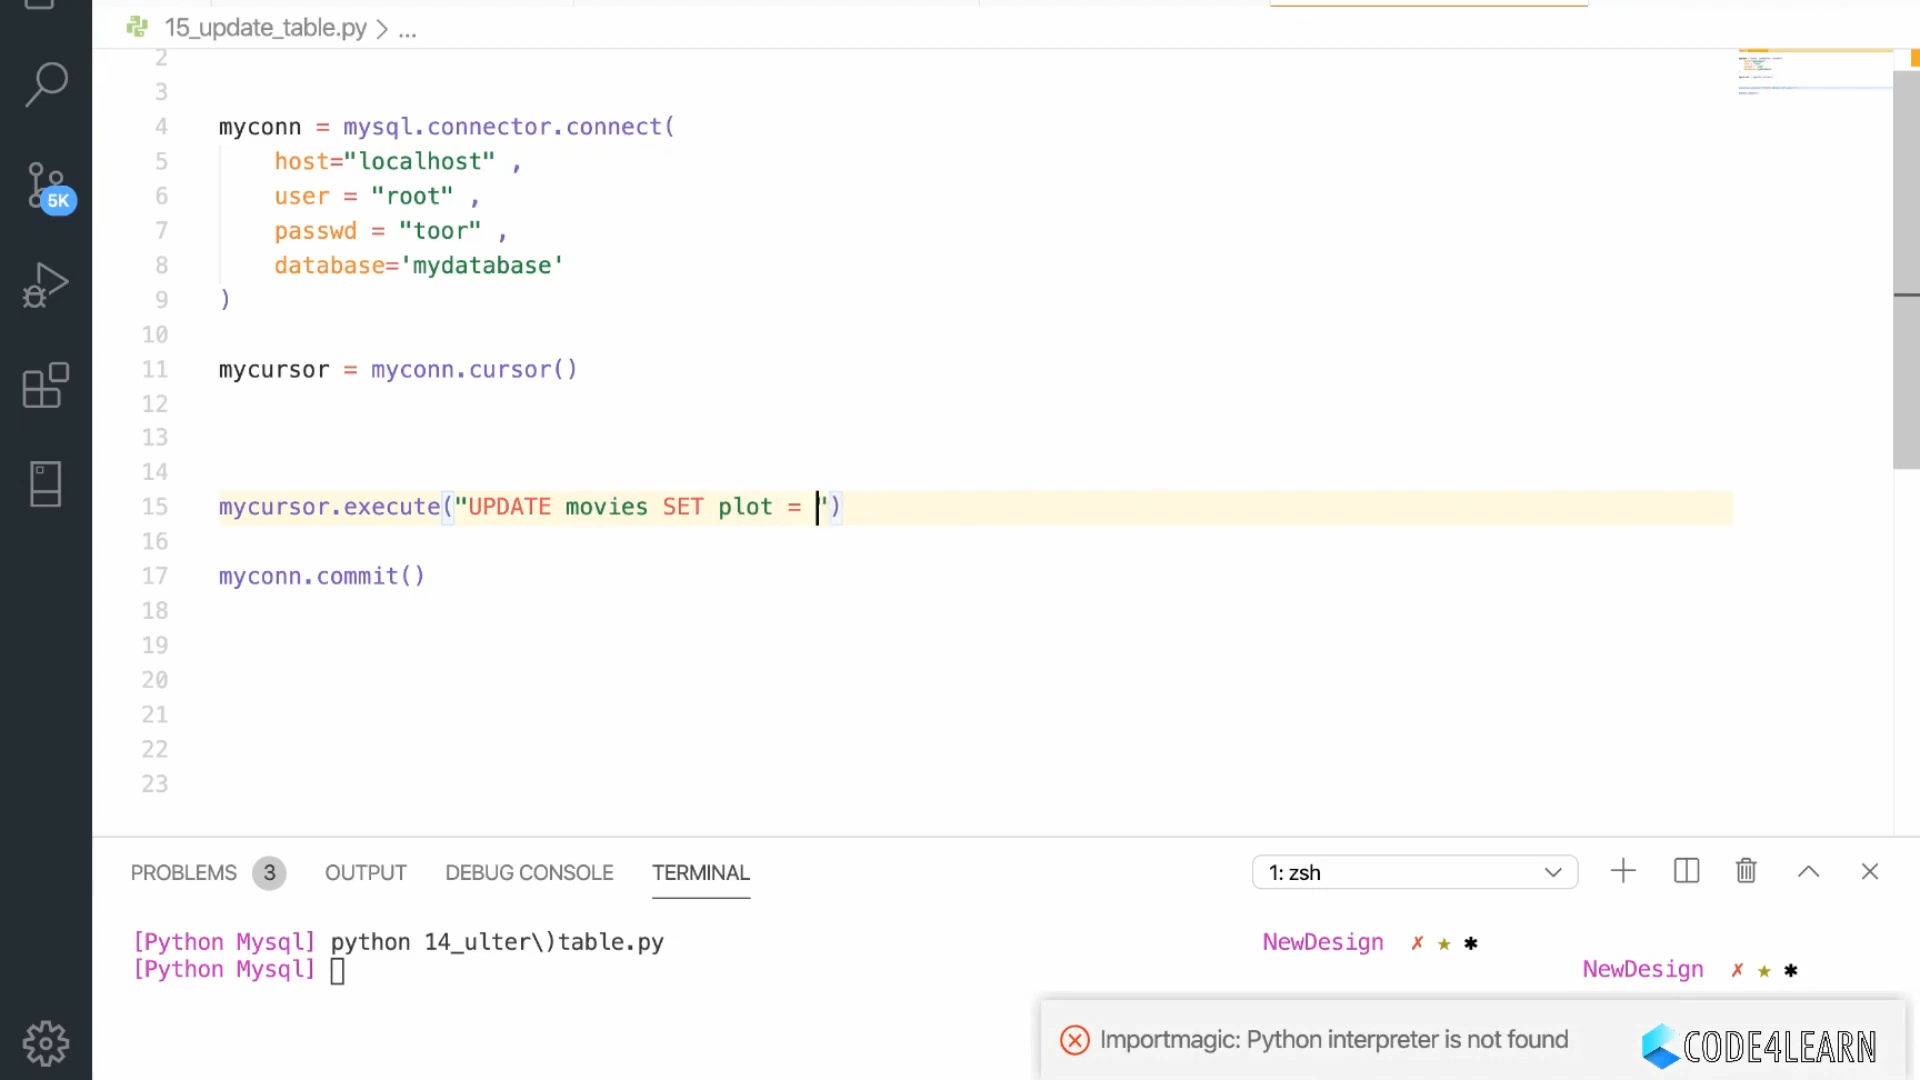 15_update_table.py > ...
2
3
4 myconn = mysql.connector.connect(
5 host="localhost" ,
6 user = "root" ,
7 passwd = "toor" ,
8 database='mydatabase'
9 )
10
11 mycursor = myconn.cursor()
12
13
14
15 mycursor.execute("UPDATE movies SET plot = ")
16
17 myconn.commit()
18
19
20
21
22
23
5K
PROBLEMS 3 OUTPUT DEBUG CONSOLE TERMINAL 1: zsh
[Python Mysql] python 14_ulter\)table.py NewDesign ✗ ★ ✱
[Python Mysql] NewDesign ✗ ★ ✱
Importmagic: Python interpreter is not found
CODE4LEARN